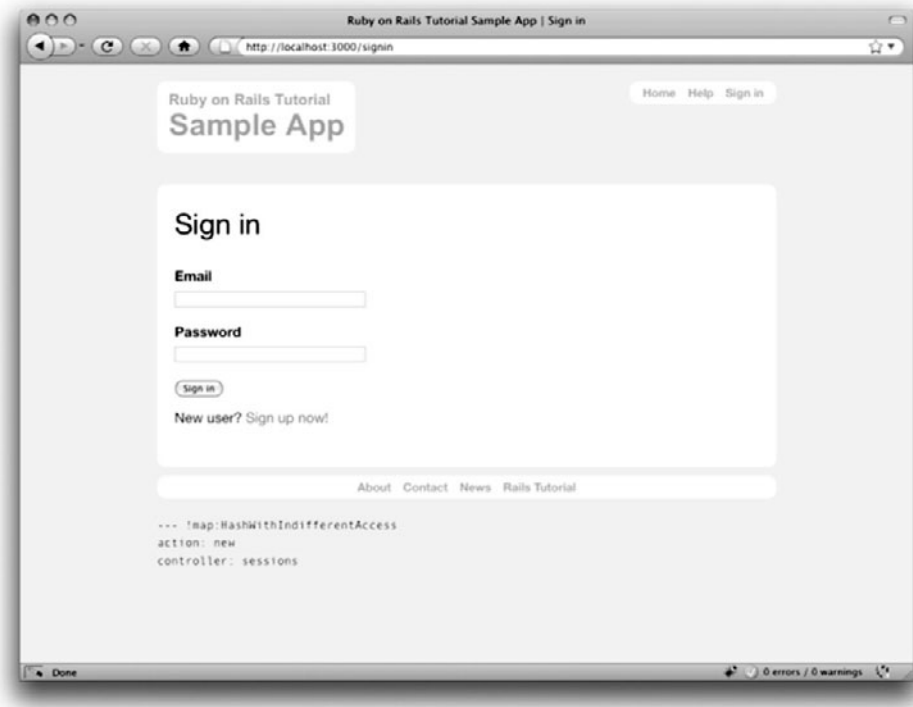 Ruby on Rails Tutorial Sample App | Sign in
http://localhost:3000/signin
Ruby on Rails Tutorial
Sample App
Home Help Sign in
Sign in
Email
Password
Sign in
New user? Sign up now!
About Contact News Rails Tutorial
--- !map:HashWithIndifferentAccess
action: new
controller: sessions
Done
0 errors / 0 warnings